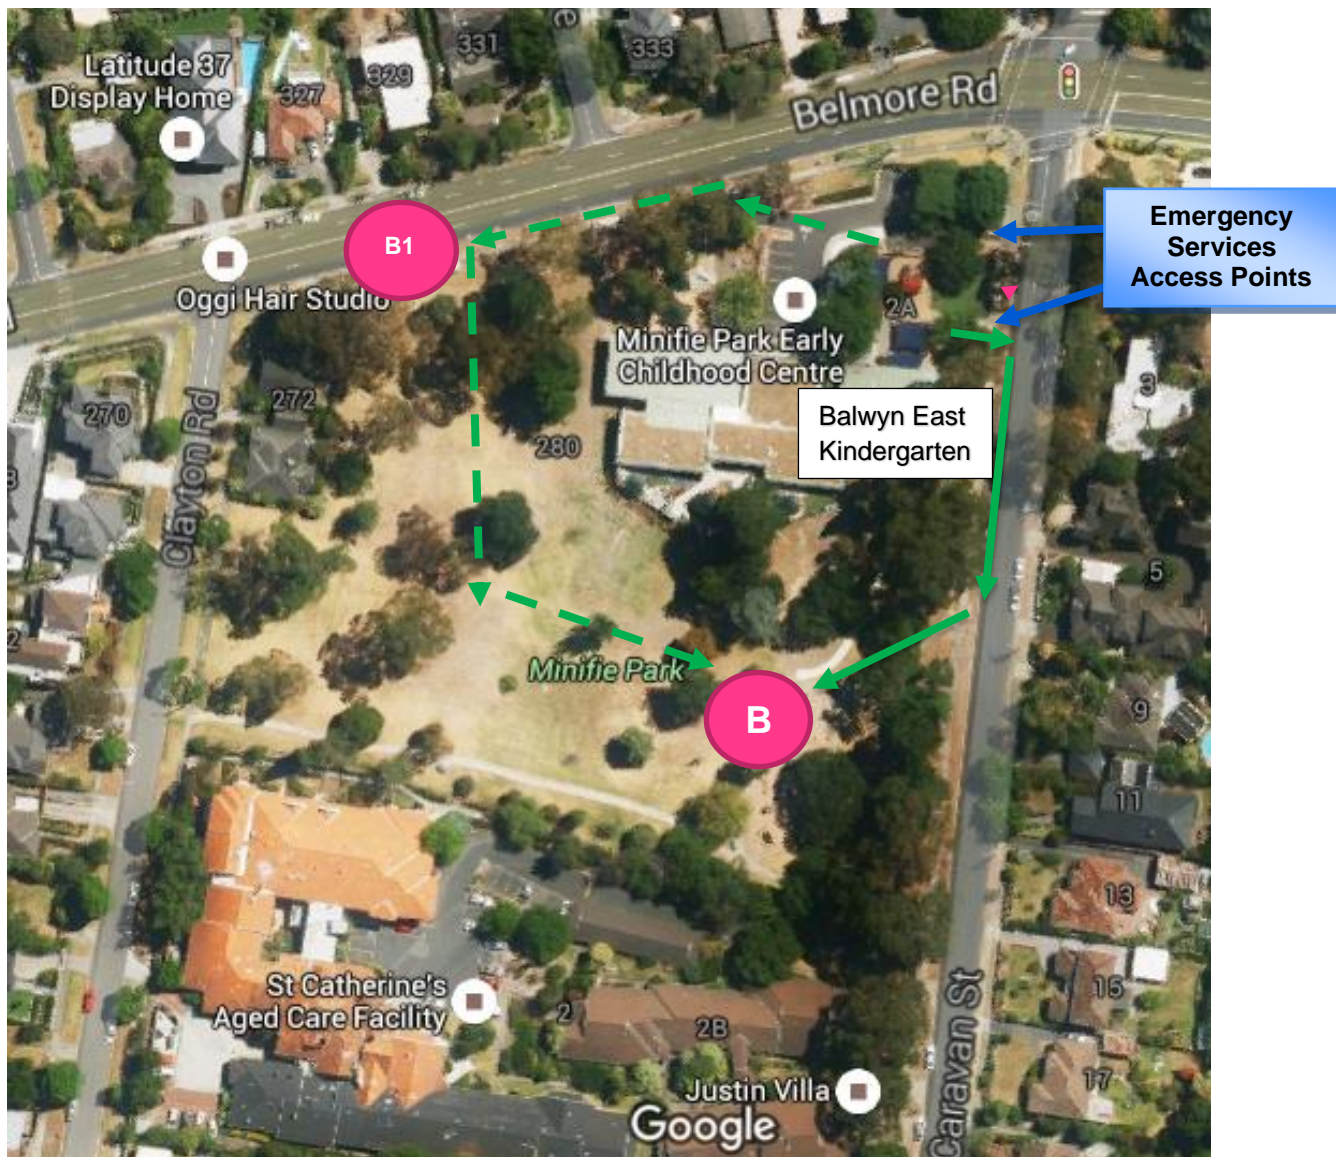 331
333
Latitude 37
Display Home
329
327
Belmore Rd
Emergency
Services
Access Points
B1
Oggi Hair Studio
2A
Minifie Park Early
Childhood Centre
3
Balwyn East
Kindergarten
270
272
280
Clayton Rd
5
Minifie Park
B
9
11
13
St Catherine's
Aged Care Facility
15
2
2B
17
Justin Villa
Google
Caravan St